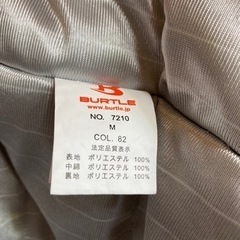 BURTLE
www.burtle.jp
NO. 7210
M
COL. 82
法定品質表示
表地 ポリエステル 100%
中綿 ポリエステル 100%
裏地 ポリエステル 100%